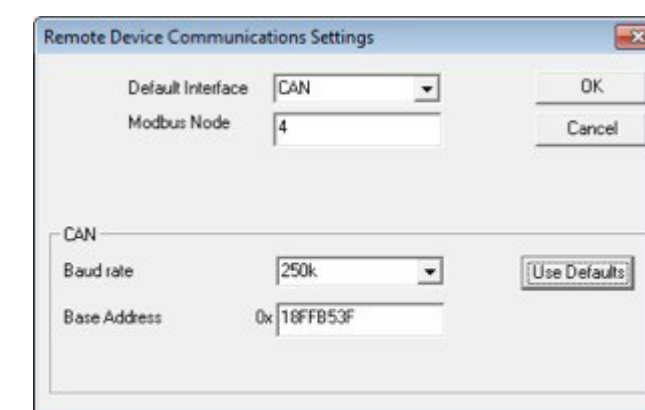 Remote Device Communications Settings
Default Interface CAN OK
Modbus Node 4 Cancel
CAN
Baud rate 250k Use Defaults
Base Address 0x 18FFB53F